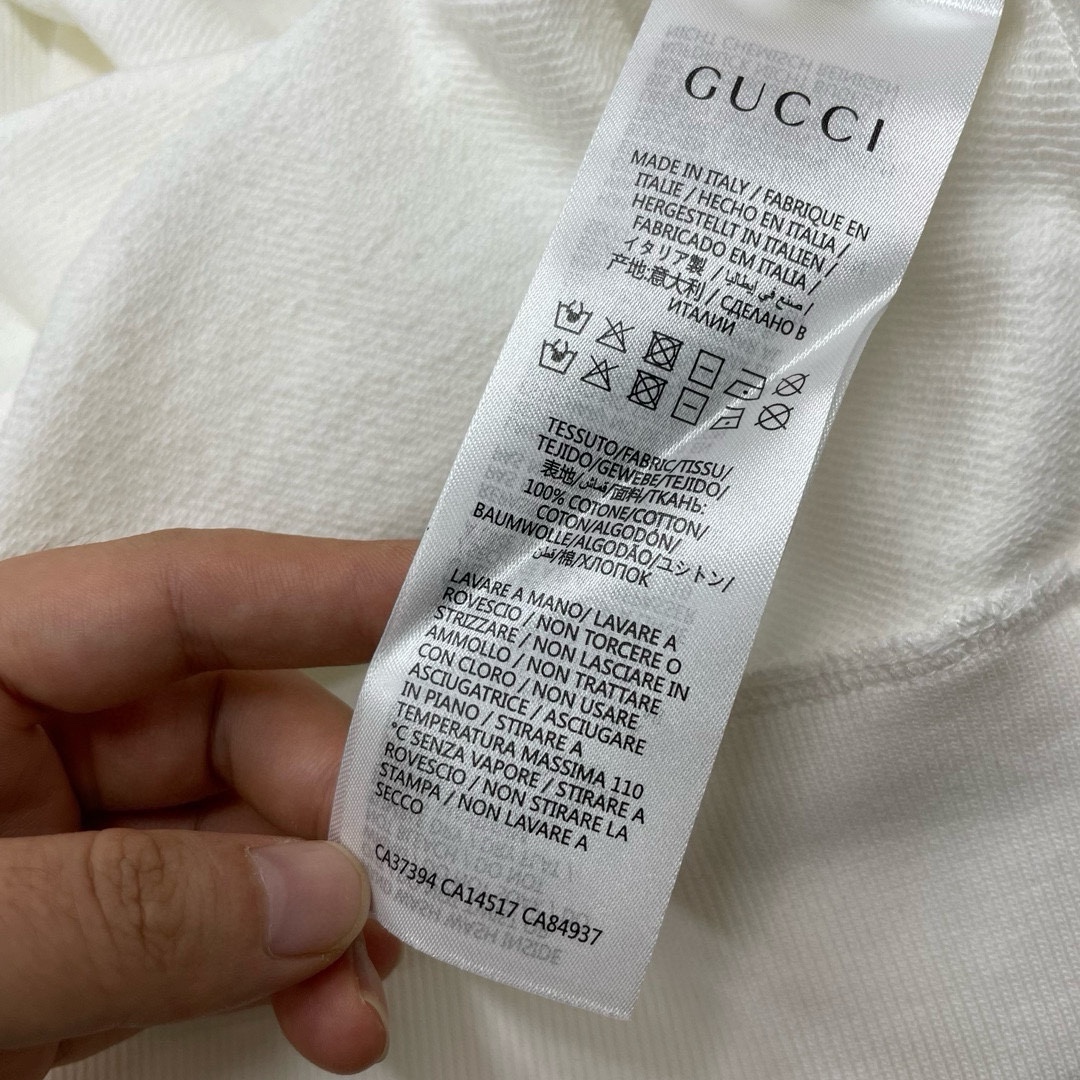 GUCCI
MADE IN ITALY / FABRIQUE EN
ITALIE / HECHO EN ITALIA /
HERGESTELLT IN ITALIEN /
FABRICADO EM ITALIA /
イタリア製 / صنع في إيطاليا /
产地:意大利 / СДЕЛАНО В
ИТАЛИИ
TESSUTO/FABRIC/TISSU/
TEJIDO/GEWEBE/TEJIDO/
表地/قماش/面料/ТКАНЬ:
100% COTONE/COTTON/
COTON/ALGODÓN/
BAUMWOLLE/ALGODÃO/ユシトン/
قطن/棉/ХЛОПОК
LAVARE A MANO/ LAVARE A
ROVESCIO / NON TORCERE O
STRIZZARE / NON LASCIARE IN
AMMOLLO / NON TRATTARE
CON CLORO / NON USARE
ASCIUGATRICE / ASCIUGARE
IN PIANO / STIRARE A
TEMPERATURA MASSIMA 110
°C SENZA VAPORE / STIRARE A
ROVESCIO / NON STIRARE LA
STAMPA / NON LAVARE A
SECCO
CA37394 CA14517 CA84937